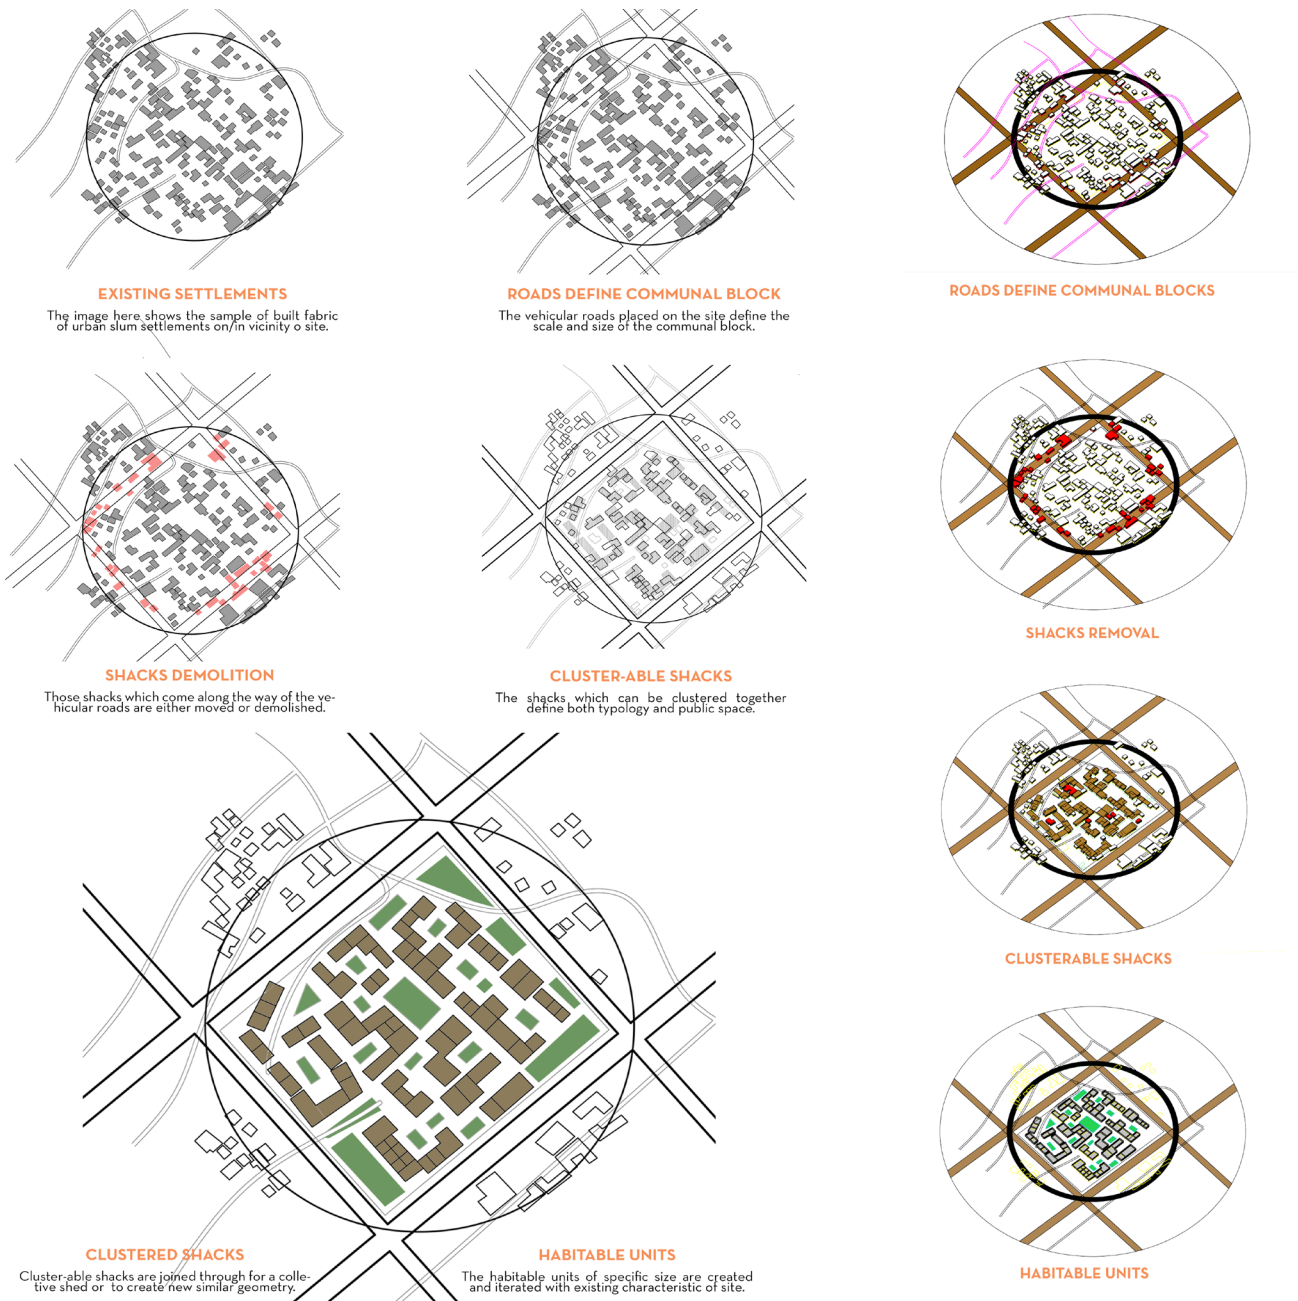 EXISTING SETTLEMENTS
The image here shows the sample of built fabric
of urban slum settlements on/in vicinity o site.
ROADS DEFINE COMMUNAL BLOCK
The vehicular roads placed on the site define the
scale and size of the communal block.
ROADS DEFINE COMMUNAL BLOCKS
SHACKS DEMOLITION
Those shacks which come along the way of the ve-
hicular roads are either moved or demolished.
CLUSTER-ABLE SHACKS
The shacks which can be clustered together
define both typology and public space.
SHACKS REMOVAL
CLUSTERABLE SHACKS
CLUSTERED SHACKS
Cluster-able shacks are joined through for a colle-
tive shed or to create new similar geometry.
HABITABLE UNITS
The habitable units of specific size are created
and iterated with existing characteristic of site.
HABITABLE UNITS